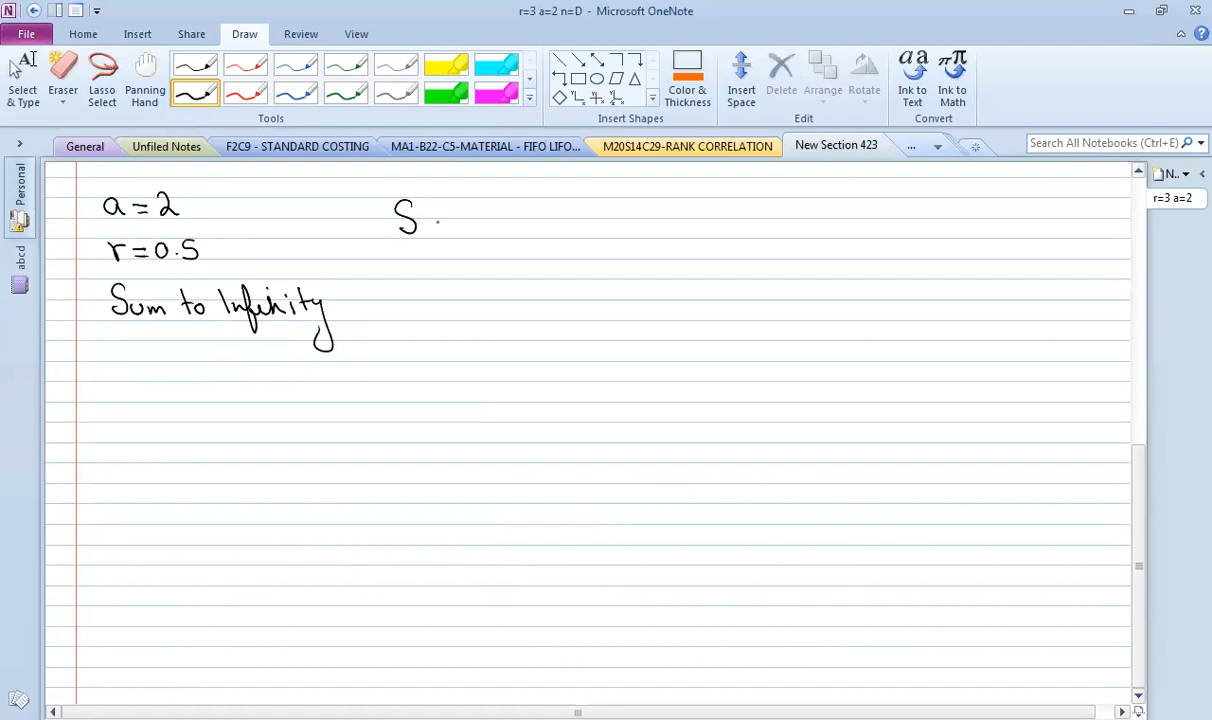 r=3 a=2 n=D - Microsoft OneNote
File Home Insert Share Draw Review View
Select & Type
Eraser
Lasso Select
Panning Hand
Color & Thickness
Insert Space
Delete
Arrange
Rotate
Ink to Text
Ink to Math
Tools
Insert Shapes
Edit
Convert
General
Unfiled Notes
F2C9 - STANDARD COSTING
MA1-B22-C5-MATERIAL - FIFO LIFO...
M20S14C29-RANK CORRELATION
New Section 423
...
Search All Notebooks (Ctrl+E)
N..
r=3 a=2
Personal
abcd
a = 2
r = 0.5
Sum to Infinity
S